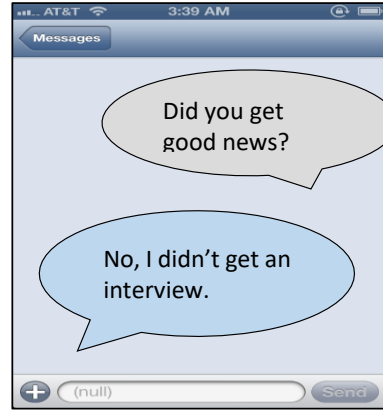 AT&T 3:39 AM
Messages
Did you get
good news?
No, I didn’t get an
interview.
(null)
Send